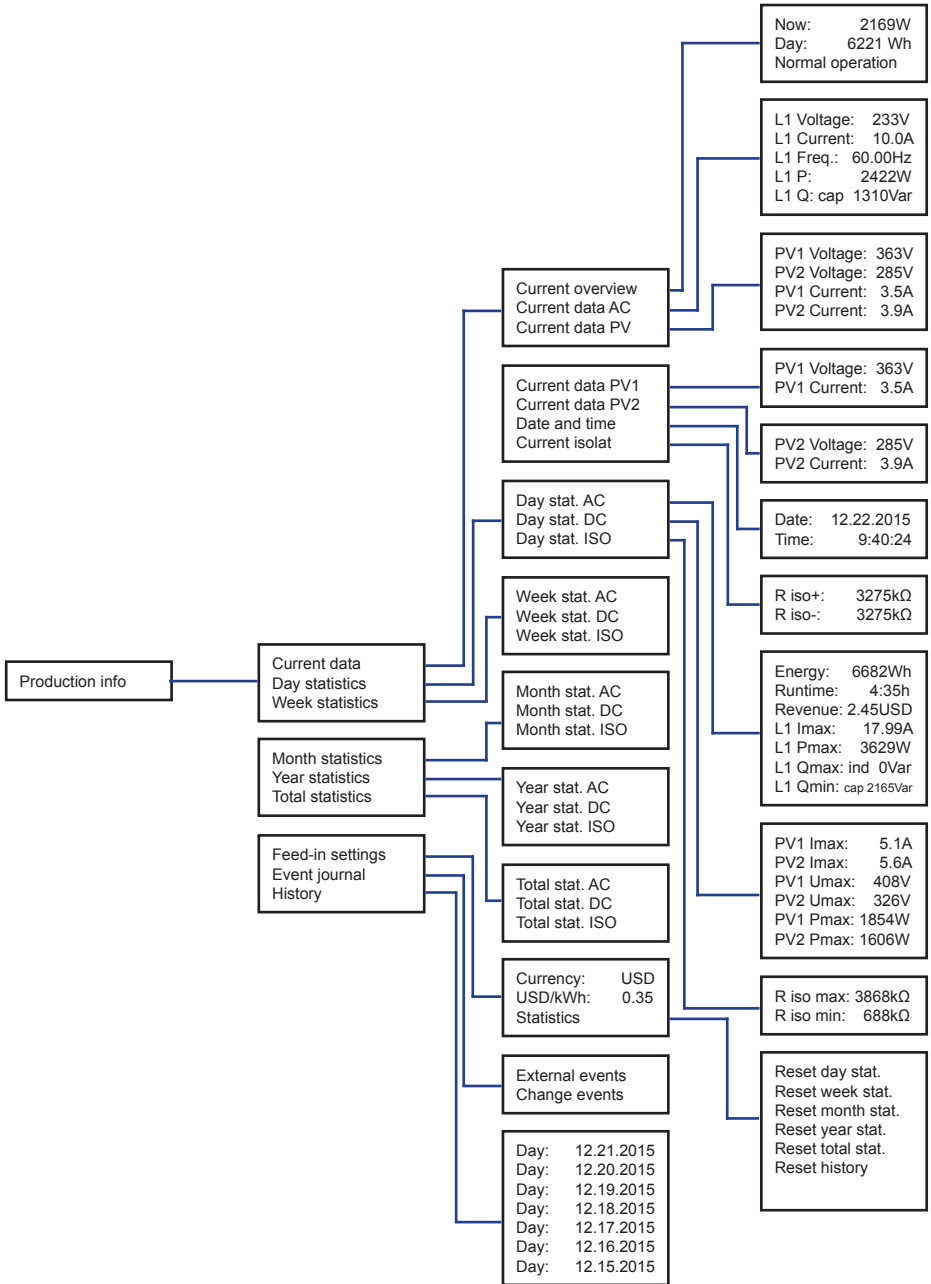 Production info
Current data
Day statistics
Week statistics
Month statistics
Year statistics
Total statistics
Feed-in settings
Event journal
History
Current overview
Current data AC
Current data PV
Current data PV1
Current data PV2
Date and time
Current isolat
Day stat. AC
Day stat. DC
Day stat. ISO
Week stat. AC
Week stat. DC
Week stat. ISO
Month stat. AC
Month stat. DC
Month stat. ISO
Year stat. AC
Year stat. DC
Year stat. ISO
Total stat. AC
Total stat. DC
Total stat. ISO
Currency: USD
USD/kWh: 0.35
Statistics
External events
Change events
Day: 12.21.2015
Day: 12.20.2015
Day: 12.19.2015
Day: 12.18.2015
Day: 12.17.2015
Day: 12.16.2015
Day: 12.15.2015
Now: 2169W
Day: 6221 Wh
Normal operation
L1 Voltage: 233V
L1 Current: 10.0A
L1 Freq.: 60.00Hz
L1 P: 2422W
L1 Q: cap 1310Var
PV1 Voltage: 363V
PV2 Voltage: 285V
PV1 Current: 3.5A
PV2 Current: 3.9A
PV1 Voltage: 363V
PV1 Current: 3.5A
PV2 Voltage: 285V
PV2 Current: 3.9A
Date: 12.22.2015
Time: 9:40:24
R iso+: 3275kΩ
R iso-: 3275kΩ
Energy: 6682Wh
Runtime: 4:35h
Revenue: 2.45USD
L1 Imax: 17.99A
L1 Pmax: 3629W
L1 Qmax: ind 0Var
L1 Qmin: cap 2165Var
PV1 Imax: 5.1A
PV2 Imax: 5.6A
PV1 Umax: 408V
PV2 Umax: 326V
PV1 Pmax: 1854W
PV2 Pmax: 1606W
R iso max: 3868kΩ
R iso min: 688kΩ
Reset day stat.
Reset week stat.
Reset month stat.
Reset year stat.
Reset total stat.
Reset history